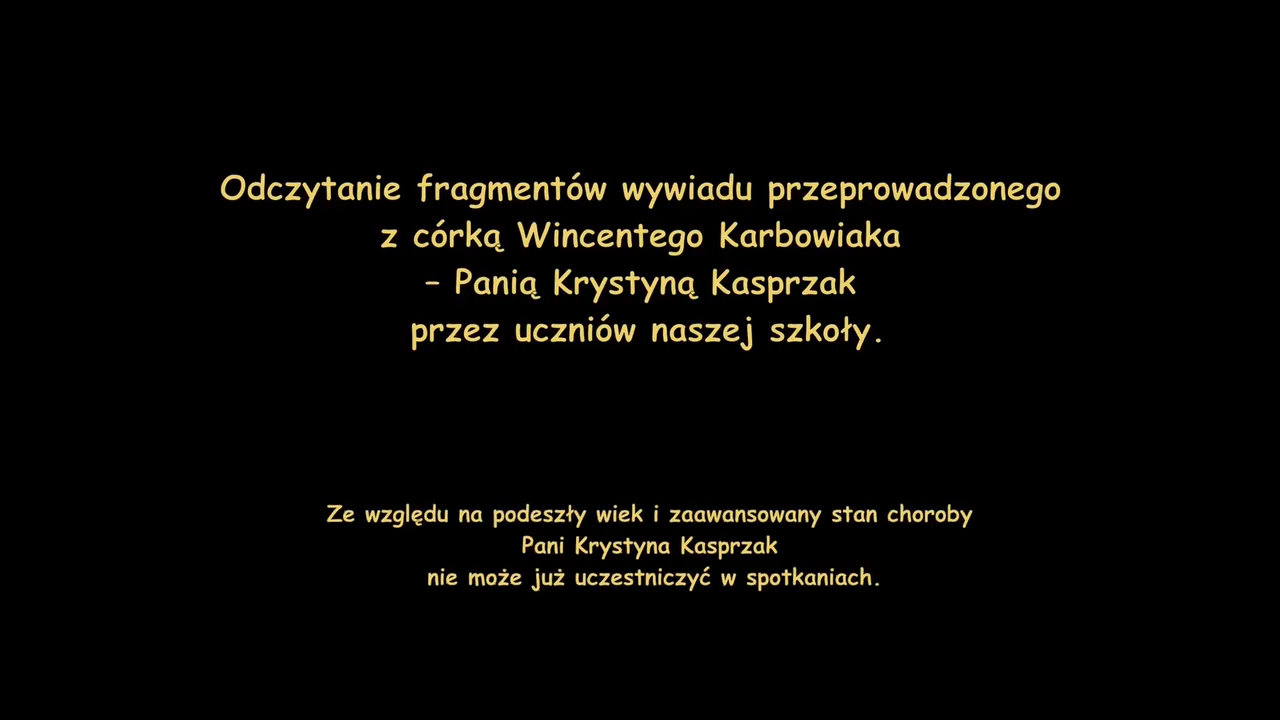 Odczytanie fragmentów wywiadu przeprowadzonego
z córką Wincentego Karbowiaka
– Panią Krystyną Kasprzak
przez uczniów naszej szkoły.
Ze względu na podeszły wiek i zaawansowany stan choroby
Pani Krystyna Kasprzak
nie może już uczestniczyć w spotkaniach.